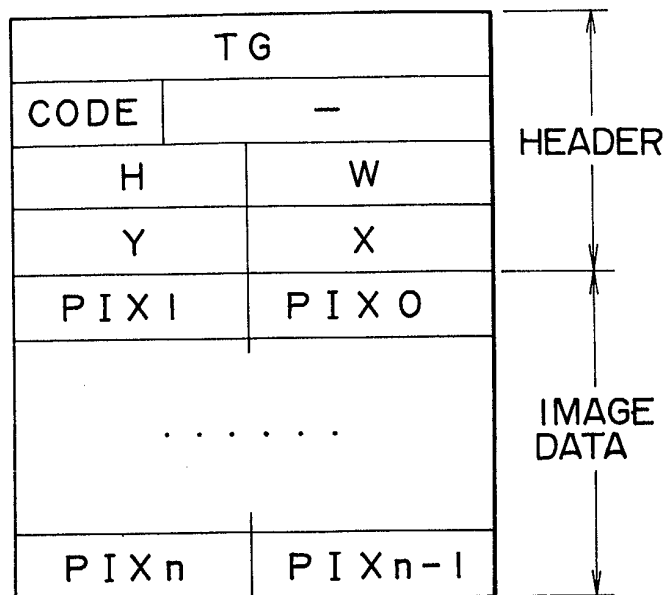 TG
CODE —
HEADER
H W
Y X
PIX1 PIX0
......
IMAGE
DATA
PIXn PIXn-1